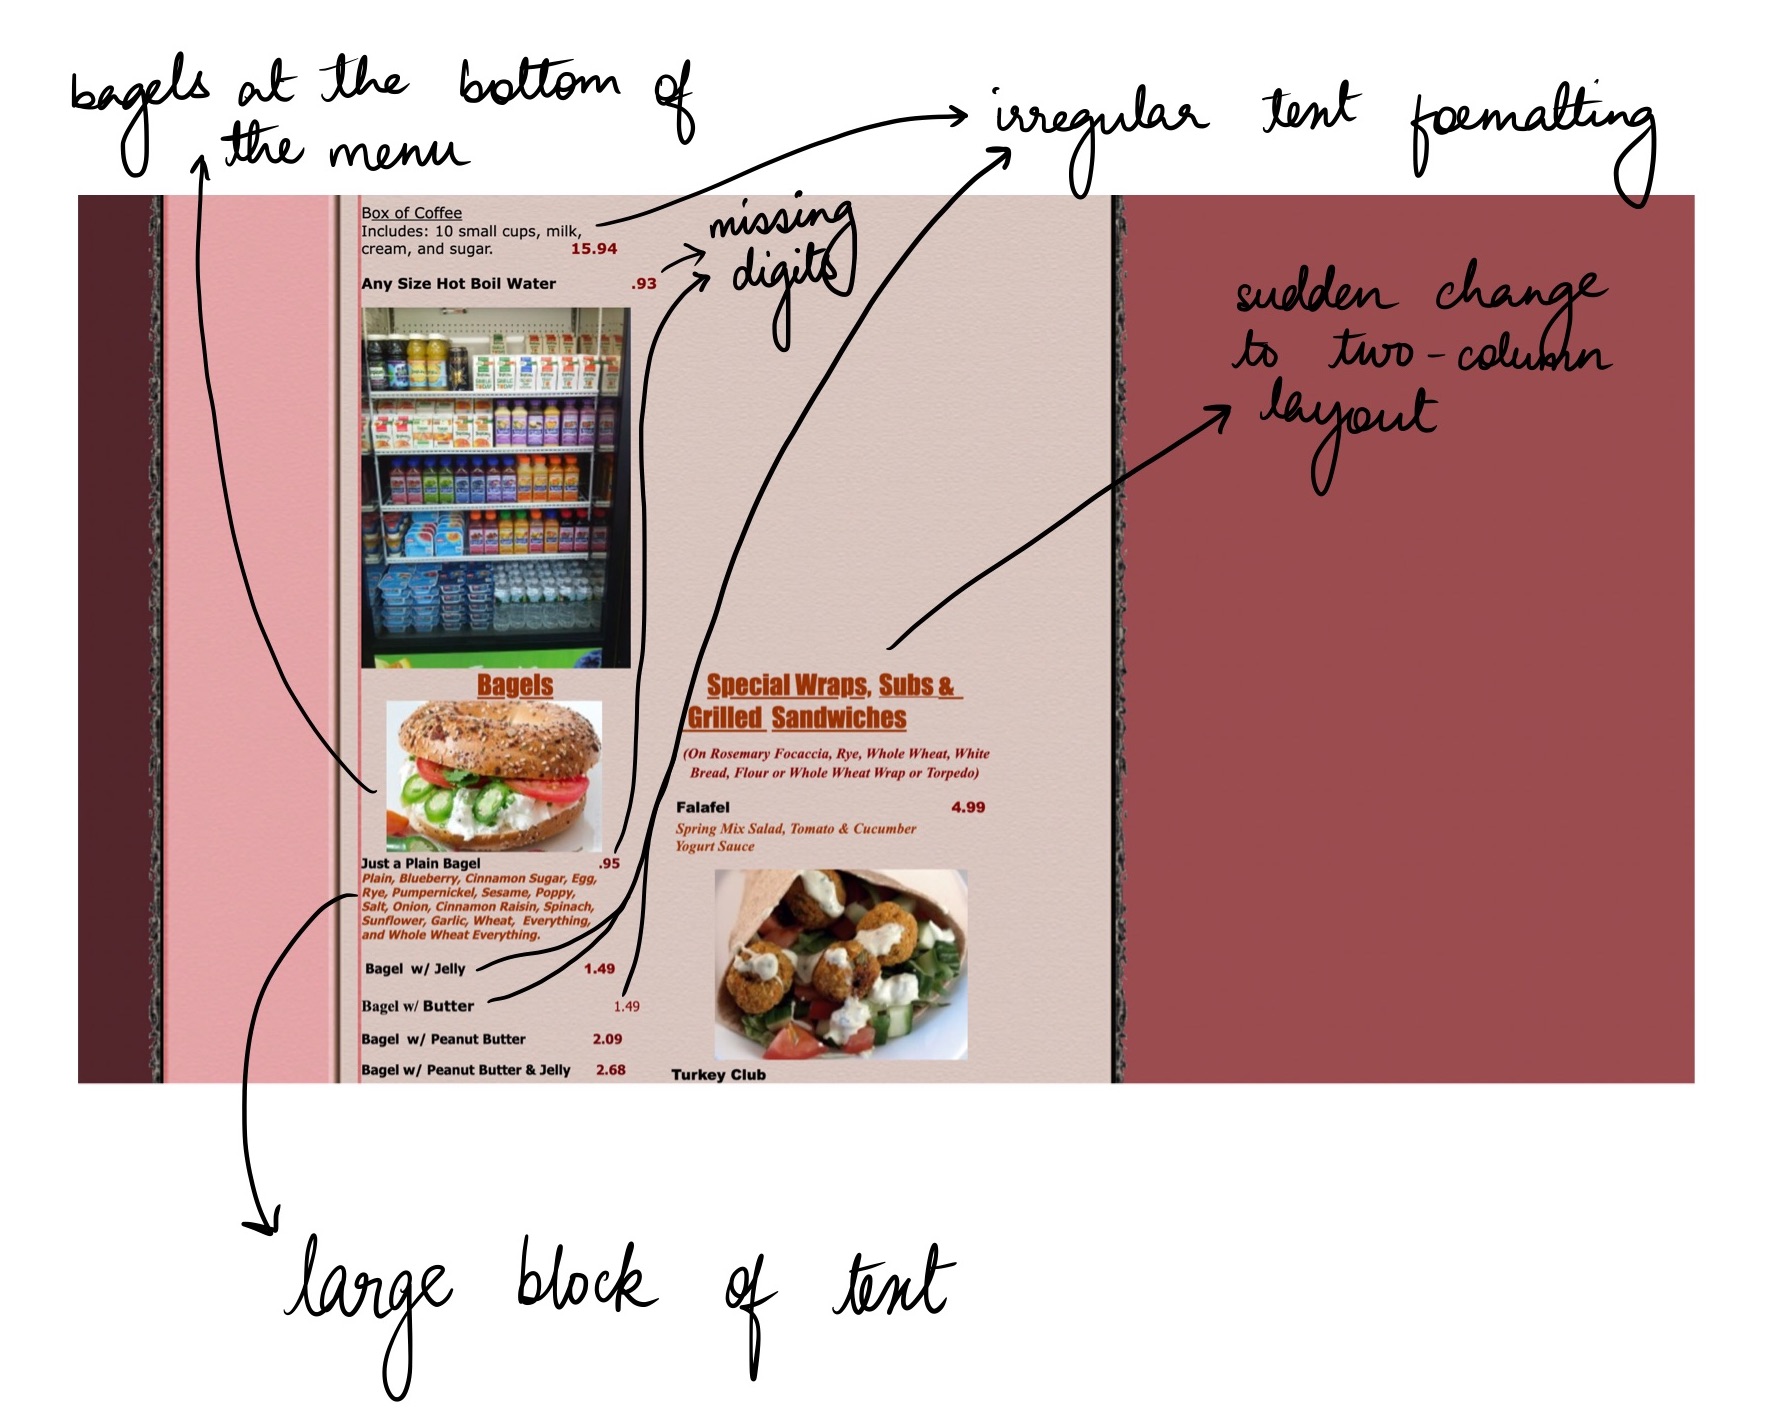 bagels at the bottom of
the menu
irregular text formatting
missing
digits
sudden change
to two-column
layout
Box of Coffee
Includes: 10 small cups, milk,
cream, and sugar. 15.94
Any Size Hot Boil Water .93
Bagels
Just a Plain Bagel .95
Plain, Blueberry, Cinnamon Sugar, Egg,
Rye, Pumpernickel, Sesame, Poppy,
Salt, Onion, Cinnamon Raisin, Spinach,
Sunflower, Garlic, Wheat, Everything,
and Whole Wheat Everything.
Bagel w/ Jelly 1.49
Bagel w/ Butter 1.49
Bagel w/ Peanut Butter 2.09
Bagel w/ Peanut Butter & Jelly 2.68
Special Wraps, Subs &
Grilled Sandwiches
(On Rosemary Focaccia, Rye, Whole Wheat, White
Bread, Flour or Whole Wheat Wrap or Torpedo)
Falafel 4.99
Spring Mix Salad, Tomato & Cucumber
Yogurt Sauce
Turkey Club
large block of text